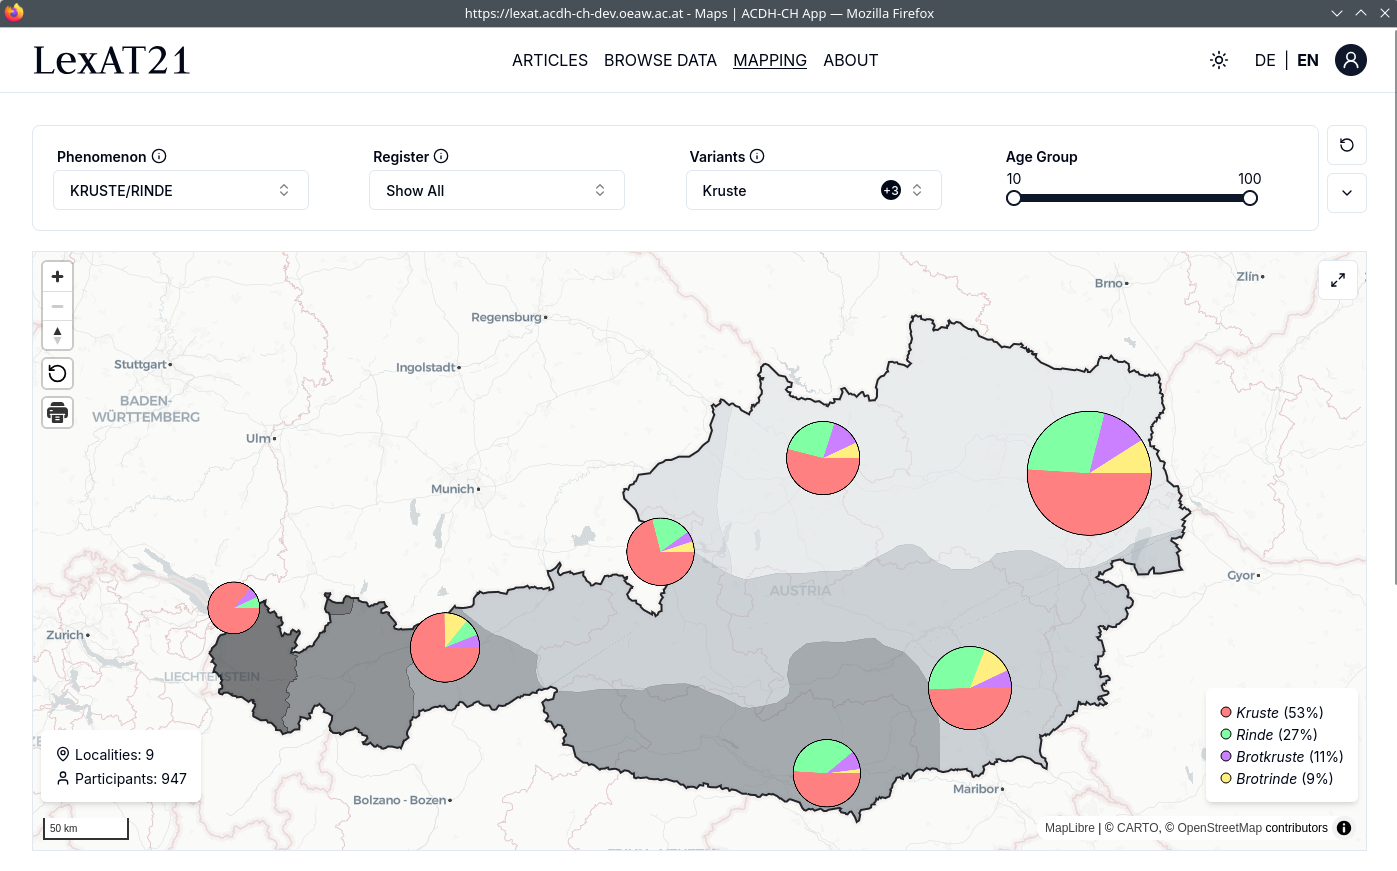 https://lexat.acdh-ch-dev.oeaw.ac.at - Maps | ACDH-CH App — Mozilla Firefox
LexAT21
ARTICLES
BROWSE DATA
MAPPING
ABOUT
DE | EN
Phenomenon
Register
Variants
Age Group
10
100
KRUSTE/RINDE
Show All
Kruste
+3
Zlín
Brno
Regensburg
Stuttgart
Ingolstadt
BADEN-
WÜRTTEMBERG
Ulm
Munich
Gyor
AUSTRIA
Zurich
LIECHTENSTEIN
Kruste (53%)
Rinde (27%)
Brotkruste (11%)
Brotrinde (9%)
Localities: 9
Participants: 947
Maribor
Bolzano - Bozen
50 km
MapLibre | © CARTO, © OpenStreetMap contributors